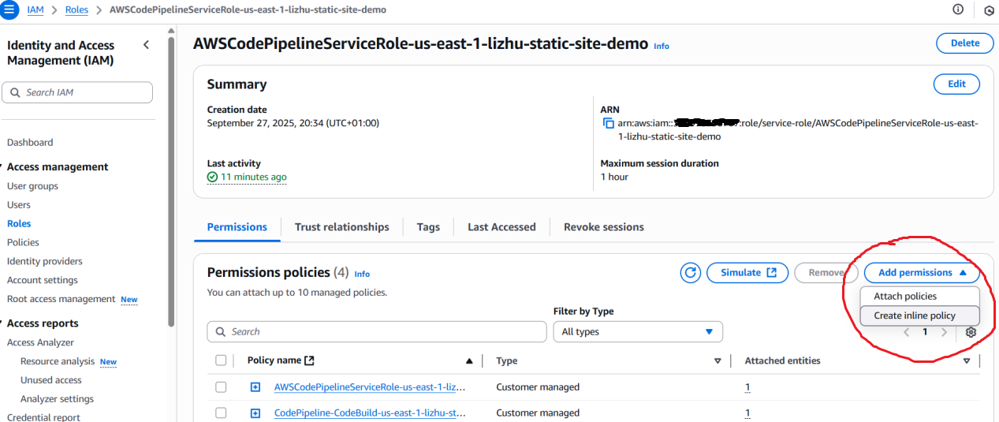 IAM > Roles > AWSCodePipelineServiceRole-us-east-1-lizhu-static-site-demo
Identity and Access Management (IAM)
Search IAM
Dashboard
Access management
User groups
Users
Roles
Policies
Identity providers
Account settings
Root access management New
Access reports
Access Analyzer
Resource analysis New
Unused access
Analyzer settings
Credential report
AWSCodePipelineServiceRole-us-east-1-lizhu-static-site-demo Info
Delete
Summary
Edit
Creation date
September 27, 2025, 20:34 (UTC+01:00)
ARN
arn:aws:iam:: :role/service-role/AWSCodePipelineServiceRole-us-east-
1-lizhu-static-site-demo
Last activity
11 minutes ago
Maximum session duration
1 hour
Permissions Trust relationships Tags Last Accessed Revoke sessions
Permissions policies (4) Info
Simulate Remove Add permissions
You can attach up to 10 managed policies.
Attach policies
Create inline policy
Filter by Type
Search
All types
1
Policy name Type Attached entities
AWSCodePipelineServiceRole-us-east-1-liz... Customer managed 1
CodePipeline-CodeBuild-us-east-1-lizhu-st... Customer managed 1